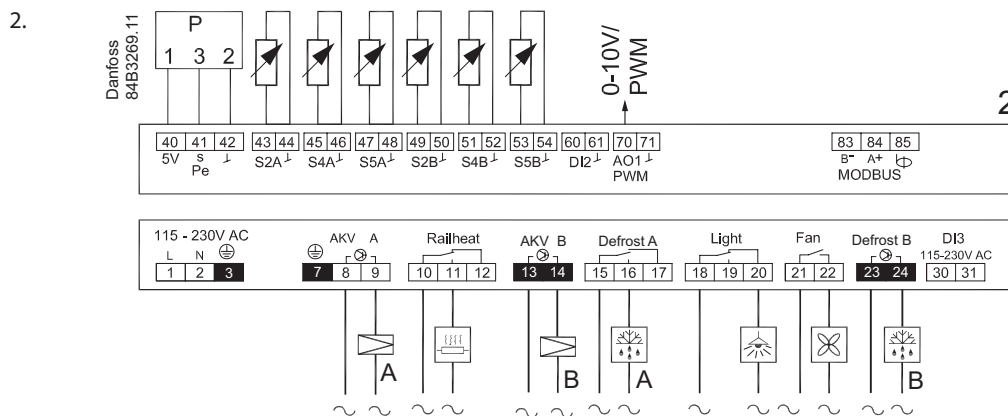 2.
Danfoss
84B3269.11
P
1 3 2
0-10V/
PWM
2
40 41 42 43 44 45 46 47 48 49 50 51 52 53 54 60 61 70 71 83 84 85
5V s ⊥ S2A ⊥ S4A ⊥ S5A ⊥ S2B ⊥ S4B ⊥ S5B ⊥ DI2 ⊥ AO1 ⊥ B- A+
Pe PWM MODBUS
115 - 230V AC AKV A Railheat AKV B Defrost A Light Fan Defrost B DI3
L N 115-230V AC
1 2 3 7 8 9 10 11 12 13 14 15 16 17 18 19 20 21 22 23 24 30 31
A B A B